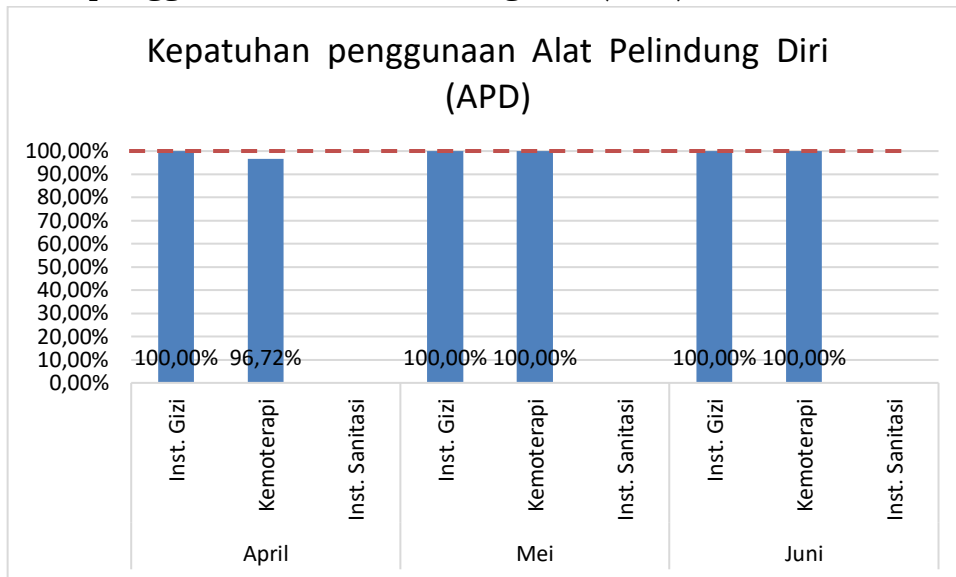 Kepatuhan penggunaan Alat Pelindung Diri
(APD)
100,00%
90,00%
80,00%
70,00%
60,00%
50,00%
40,00%
30,00%
20,00%
10,00%
0,00%
100,00% 96,72% 100,00% 100,00% 100,00% 100,00%
Inst. Gizi
Kemoterapi
Inst. Sanitasi
Inst. Gizi
Kemoterapi
Inst. Sanitasi
Inst. Gizi
Kemoterapi
Inst. Sanitasi
April Mei Juni